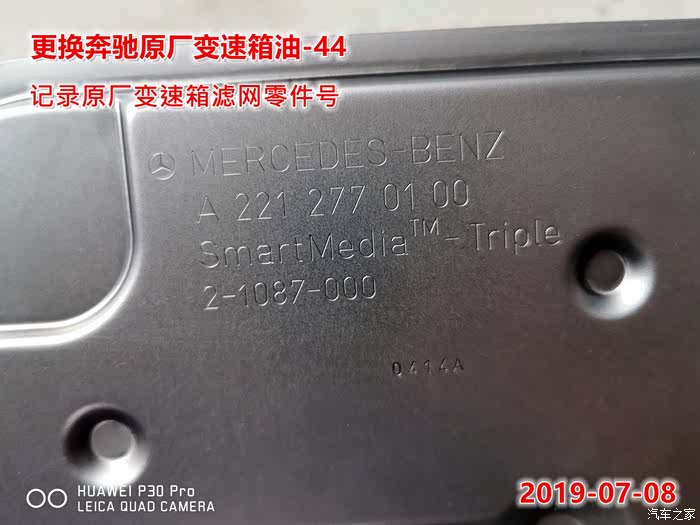 更换奔驰原厂变速箱油-44
记录原厂变速箱滤网零件号
MERCEDES-BENZ
A 221 277 01 00
SmartMedia™-Triple
2-1087-000
0414A
HUAWEI P30 Pro
LEICA QUAD CAMERA
2019-07-08
汽车之家